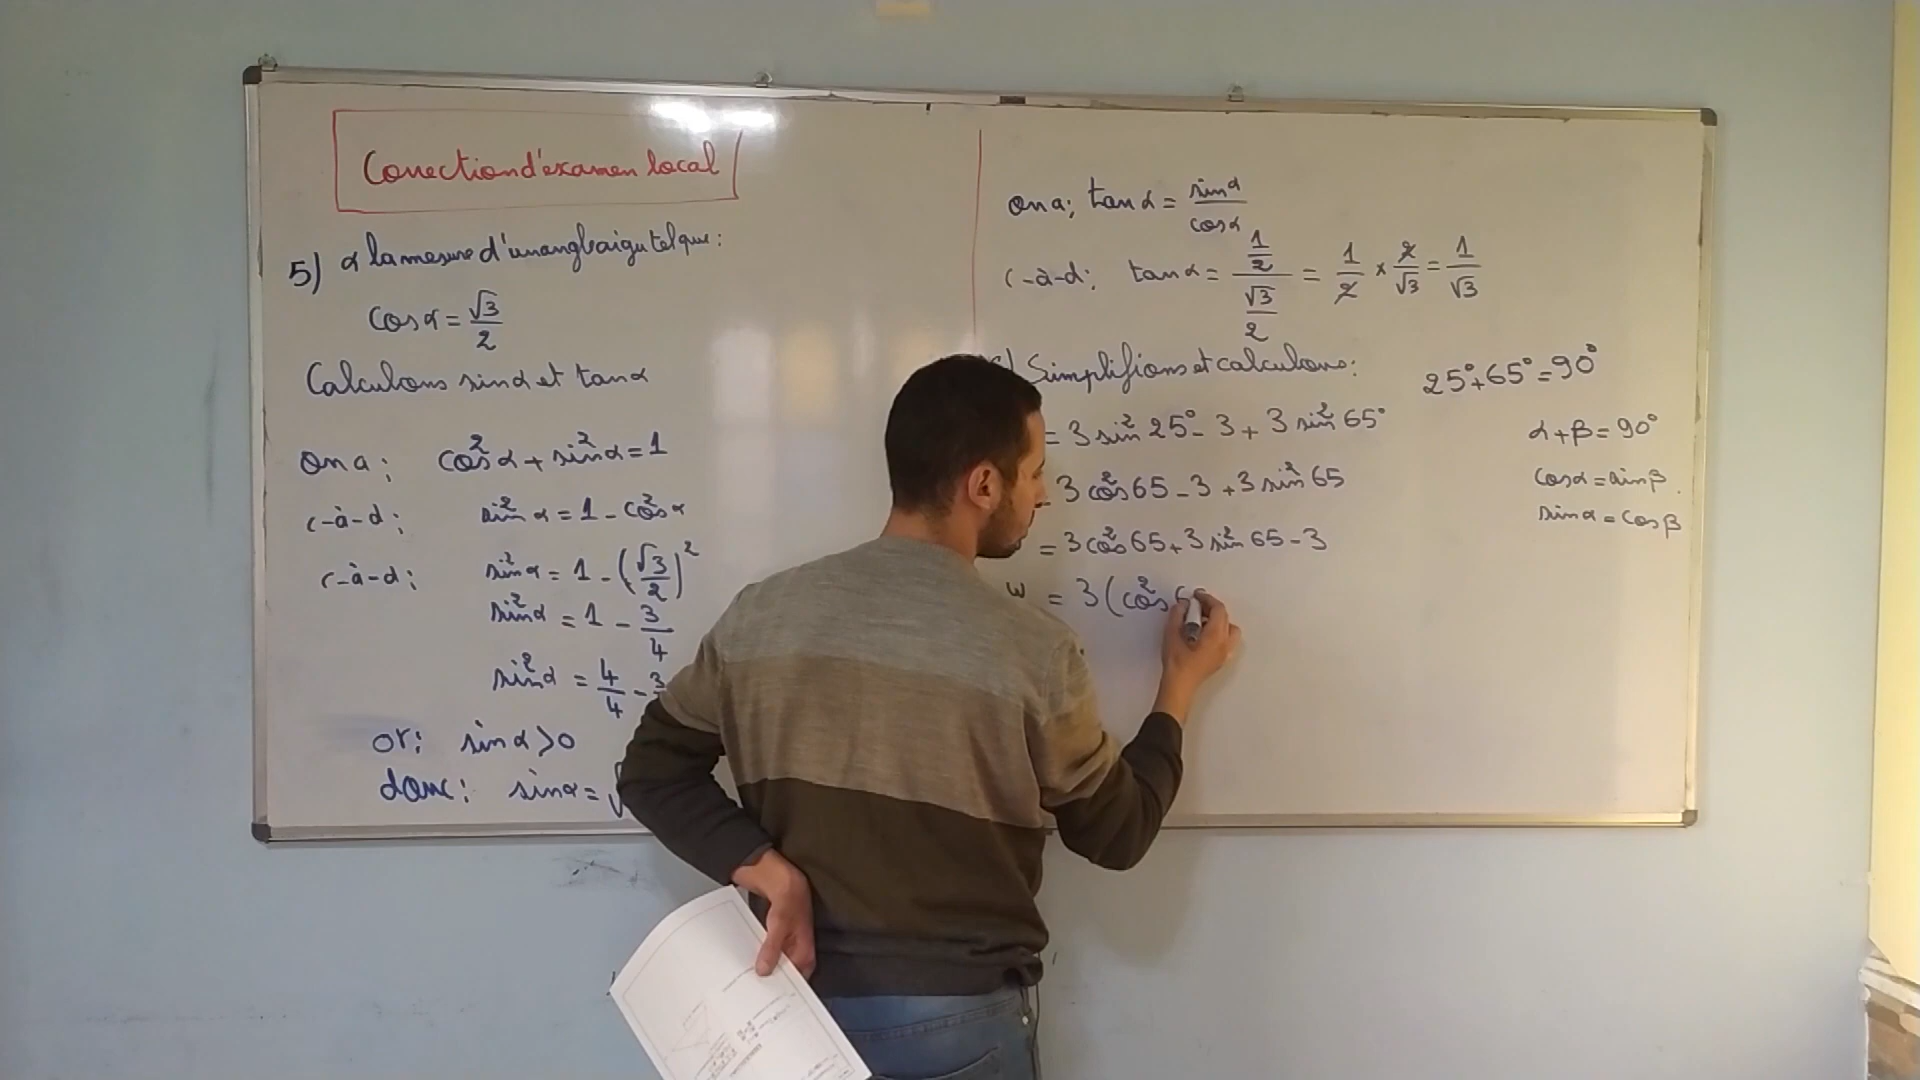 Correction d'examen local
5) α la mesure d'un angle aigu tel que :
cos α = √3/2
Calculons sin α et tan α
On a ; cos²α + sin²α = 1
c-à-d ; sin²α = 1 - cos²α
c-à-d : sin²α = 1 - (√3/2)²
sin²α = 1 - 3/4
sin²α = 4/4 - 3/
or : sin α > 0
donc : sin α = √
on a ; tan α = sin α / cos α
c-à-d : tan α = (1/2)/(√3/2) = 1/2 × 2/√3 = 1/√3
) Simplifions et calculons :
= 3 sin² 25° - 3 + 3 sin² 65°
= 3 cos² 65 - 3 + 3 sin² 65
= 3 cos² 65 + 3 sin² 65 - 3
w = 3 (cos² 6
25° + 65° = 90°
α + β = 90°
cos α = sin β
sin α = cos β